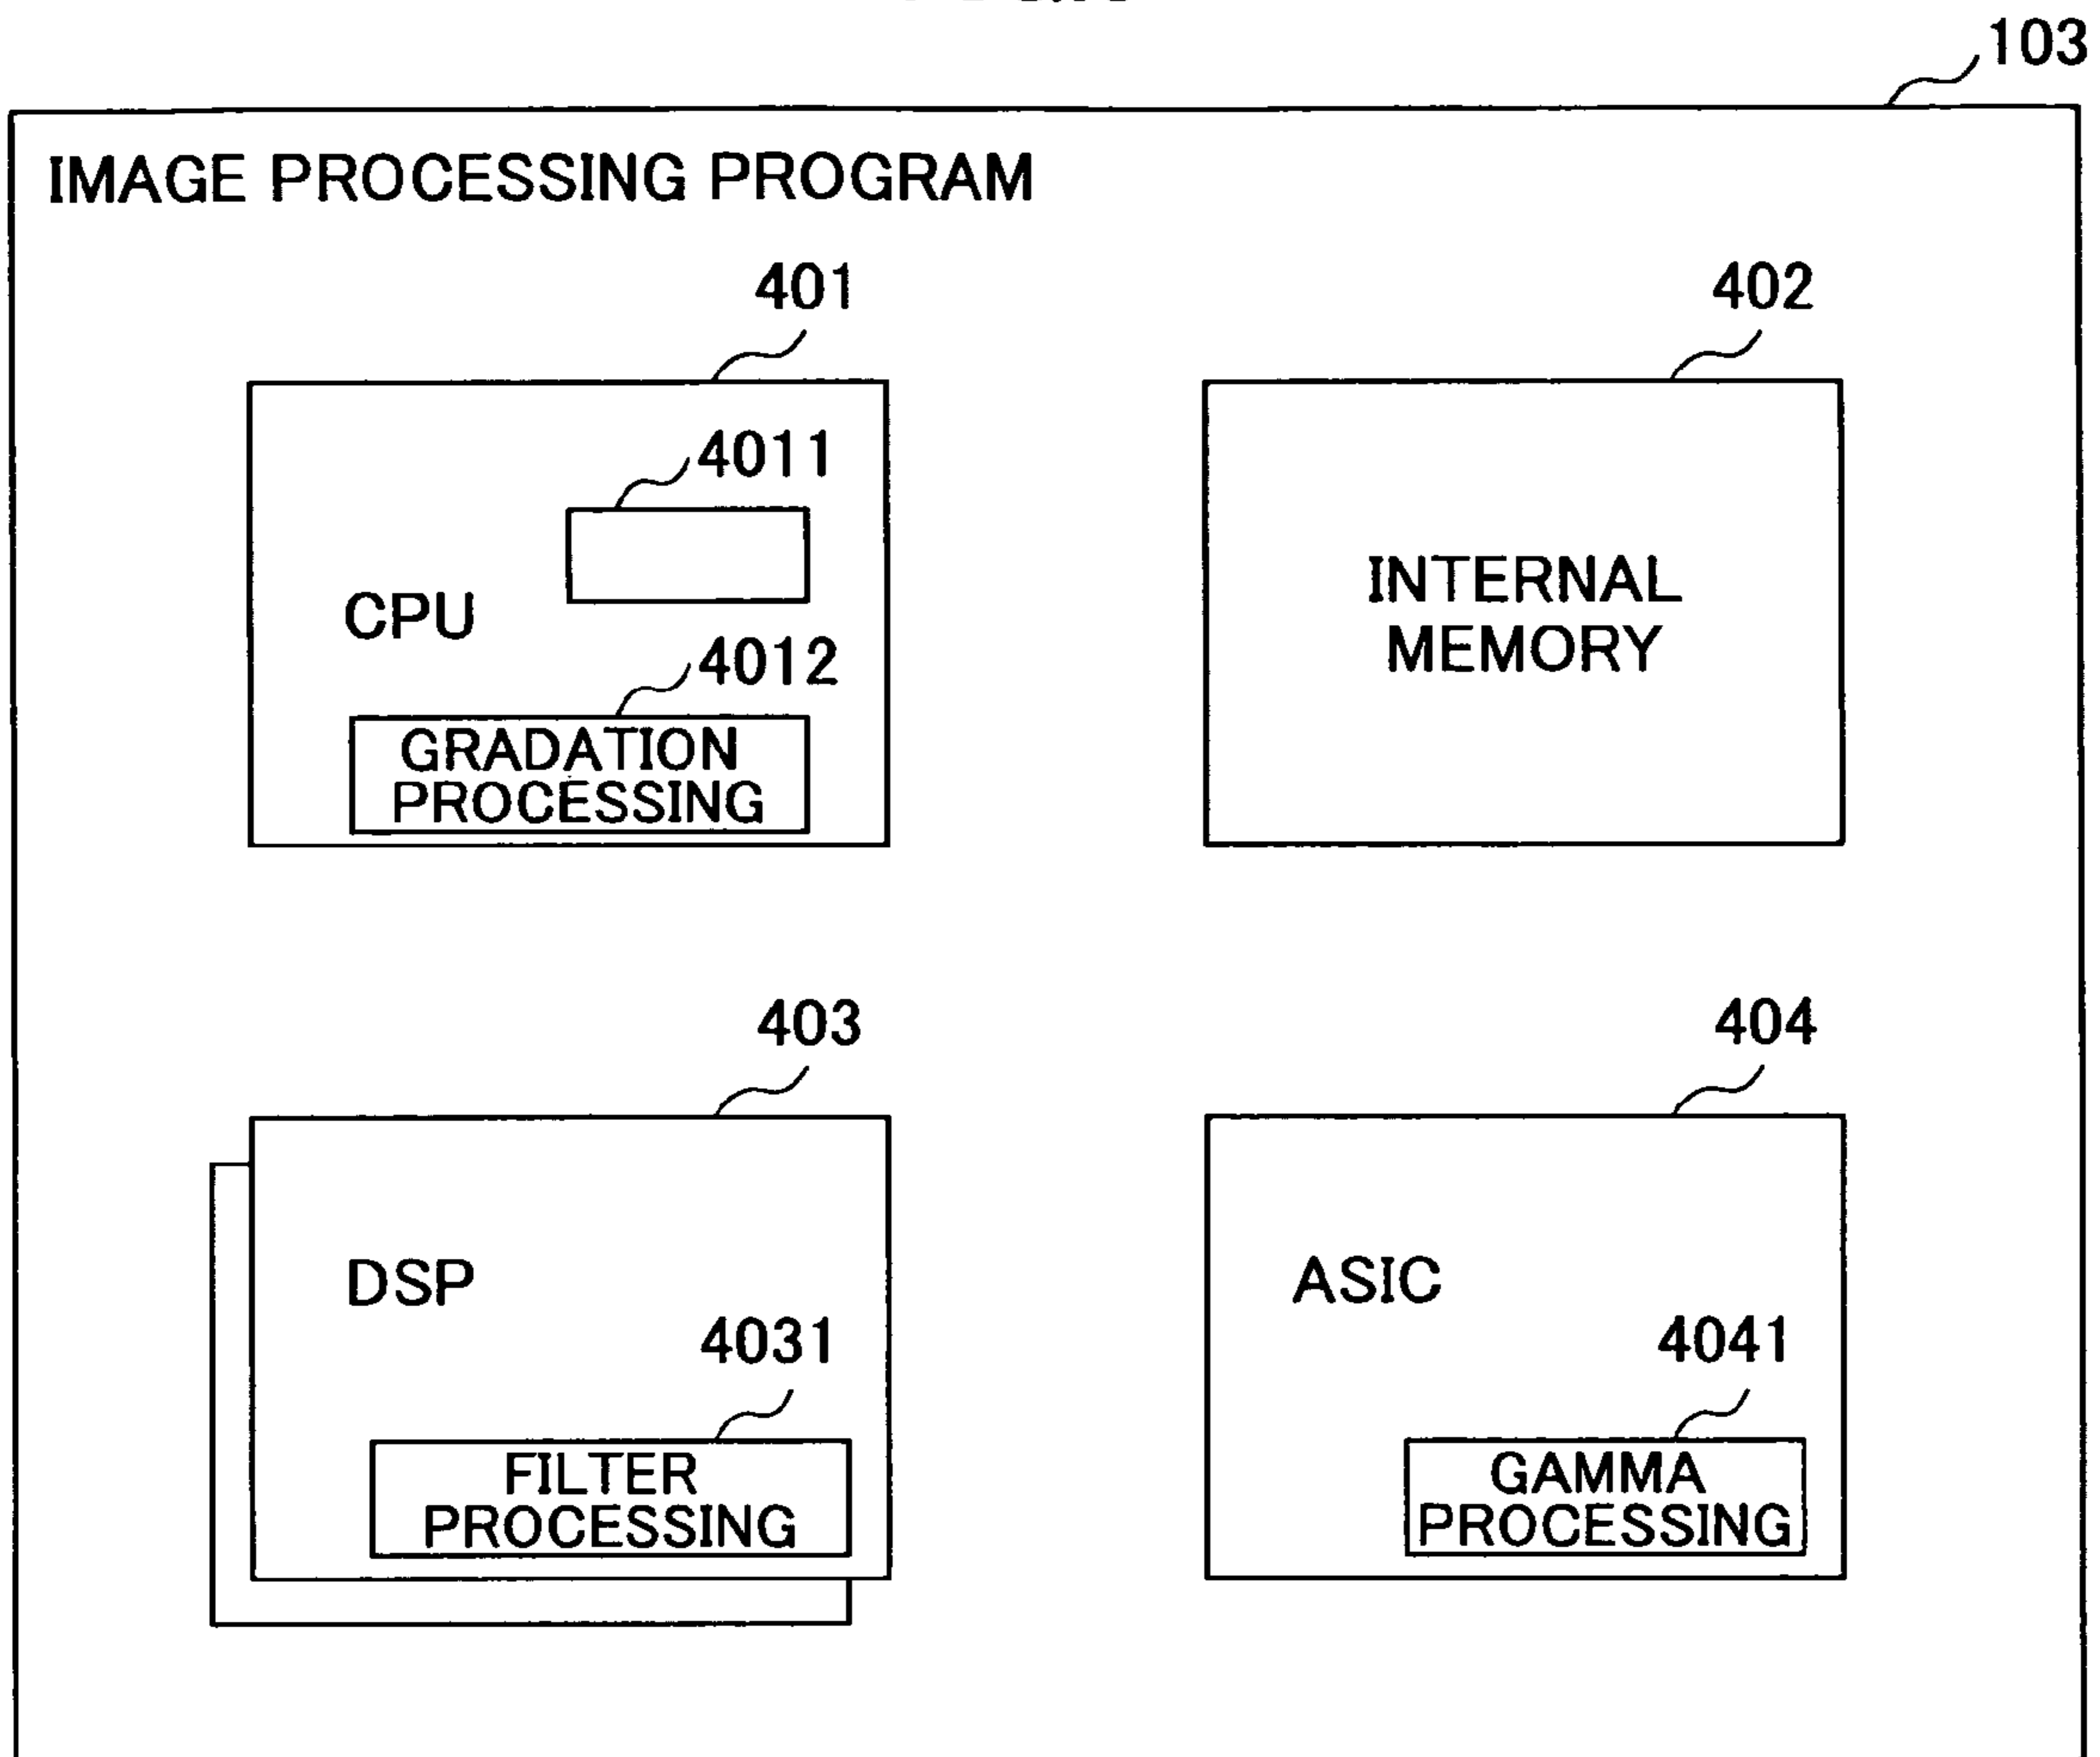 103
IMAGE PROCESSING PROGRAM
401
402
4011
CPU
4012
GRADATION
PROCESSING
INTERNAL
MEMORY
403
404
DSP
4031
FILTER
PROCESSING
ASIC
4041
GAMMA
PROCESSING